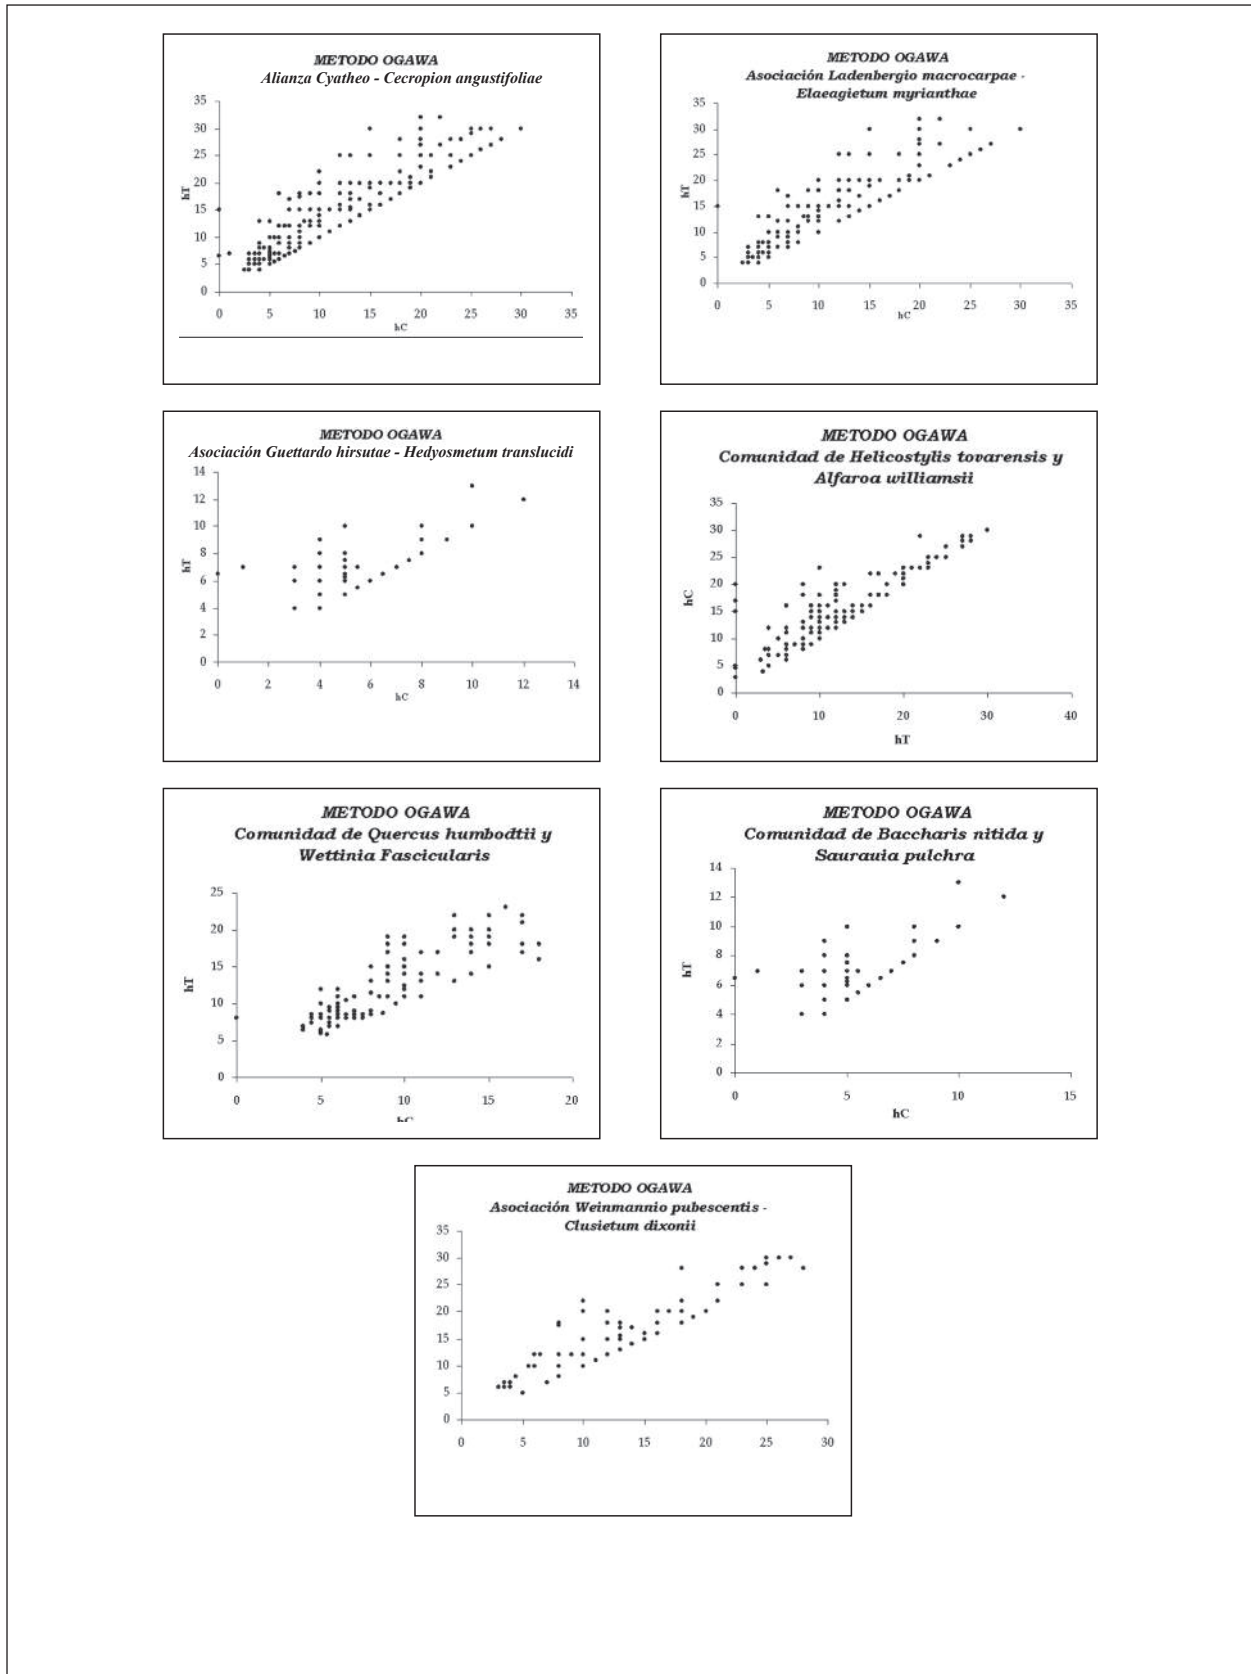 METODO OGAWA
Alianza Cyatheo - Cecropion angustifoliae
35
30
25
20
hT
15
10
5
0
0 5 10 15 20 25 30 35
hC
METODO OGAWA
Asociación Ladenbergio macrocarpae -
Elaeagietum myrianthae
35
30
25
20
hT
15
10
5
0
0 5 10 15 20 25 30 35
hC
METODO OGAWA
Asociación Guettardo hirsutae - Hedyosmetum translucidi
14
12
10
8
hT
6
4
2
0
0 2 4 6 8 10 12 14
hC
METODO OGAWA
Comunidad de Helicostylis tovarensis y
Alfaroa williamsii
35
30
25
20
hC
15
10
5
0
0 10 20 30 40
hT
METODO OGAWA
Comunidad de Quercus humbodtii y
Wettinia Fascicularis
25
20
15
hT
10
5
0
0 5 10 15 20
hC
METODO OGAWA
Comunidad de Baccharis nitida y
Saurauia pulchra
14
12
10
8
hT
6
4
2
0
0 5 10 15
hC
METODO OGAWA
Asociación Weinmannio pubescentis -
Clusietum dixonii
35
30
25
20
15
10
5
0
0 5 10 15 20 25 30